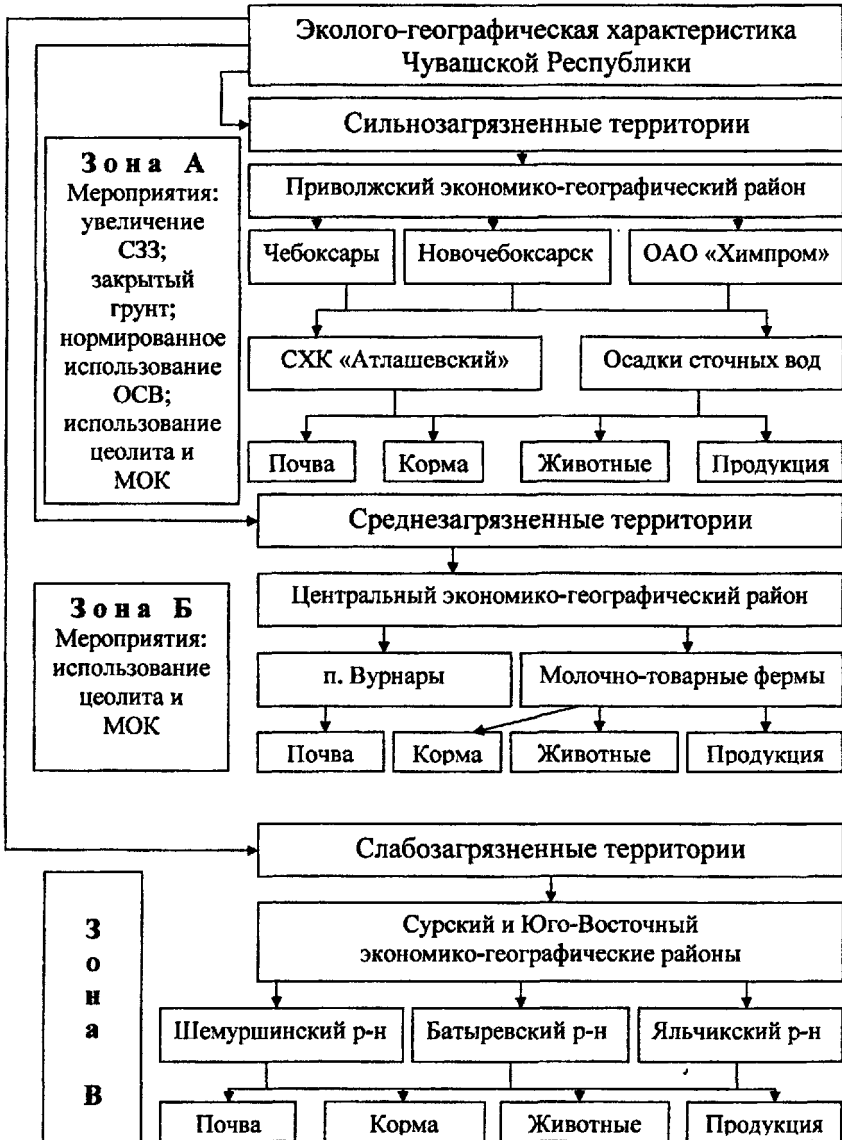 Эколого-географическая характеристика
Чувашской Республики
Сильнозагрязненные территории
Зона А
Мероприятия:
увеличение
СЗЗ;
закрытый
грунт;
нормированное
использование
ОСВ;
использование
цеолита и
МОК
Приволжский экономико-географический район
Чебоксары
Новочебоксарск
ОАО «Химпром»
СХК «Атлашевский»
Осадки сточных вод
Почва
Корма
Животные
Продукция
Среднезагрязненные территории
Зона Б
Мероприятия:
использование
цеолита и
МОК
Центральный экономико-географический район
п. Вурнары
Молочно-товарные фермы
Почва
Корма
Животные
Продукция
Слабозагрязненные территории
Зона В
Сурский и Юго-Восточный
экономико-географические районы
Шемуршинский р-н
Батыревский р-н
Яльчикский р-н
Почва
Корма
Животные
Продукция